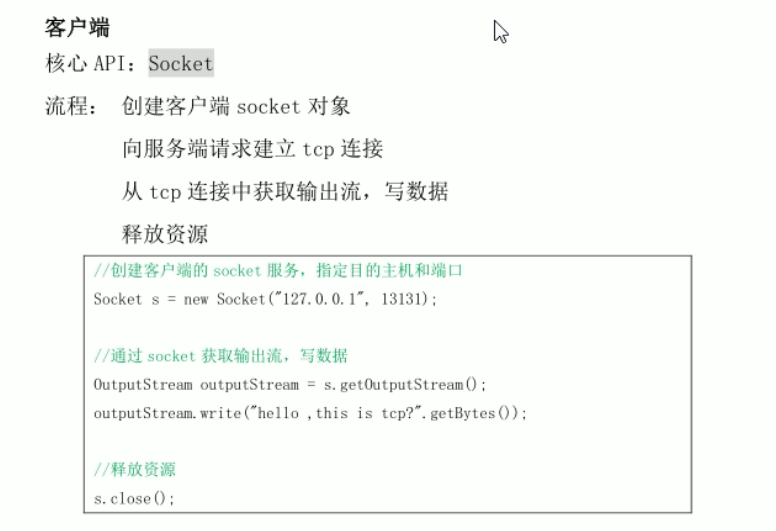 客户端
核心 API：Socket
流程： 创建客户端 socket 对象
向服务端请求建立 tcp 连接
从 tcp 连接中获取输出流，写数据
释放资源
//创建客户端的 socket 服务，指定目的主机和端口
Socket s = new Socket("127.0.0.1", 13131);
//通过 socket 获取输出流，写数据
OutputStream outputStream = s.getOutputStream();
outputStream.write("hello ,this is tcp?".getBytes());
//释放资源
s.close();